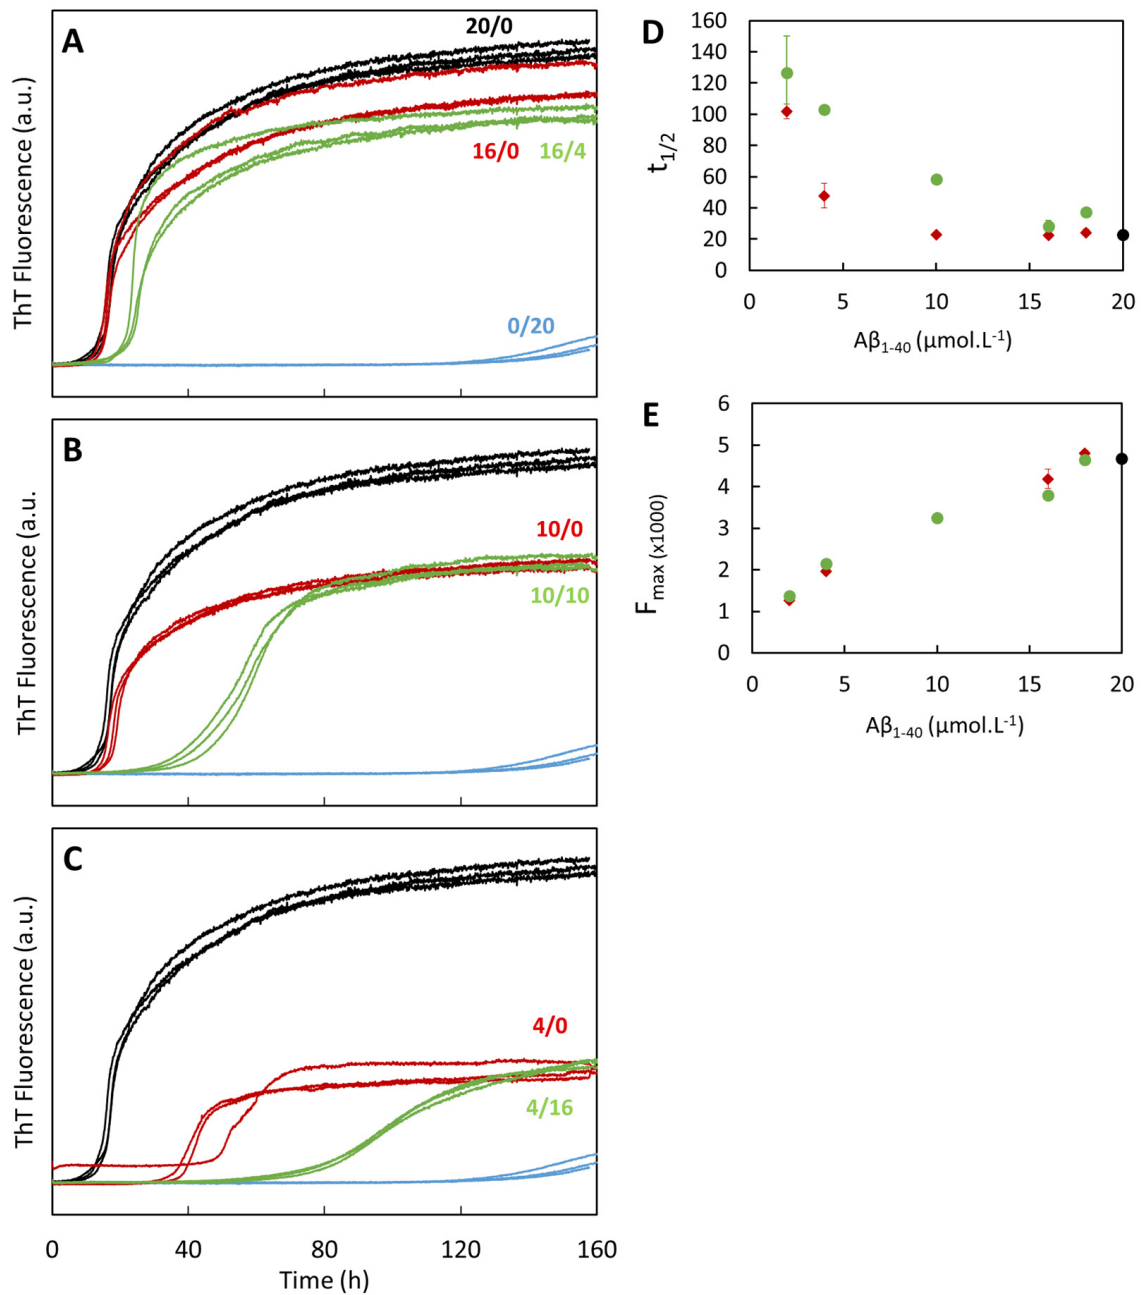 A
20/0
16/0 16/4
0/20
ThT Fluorescence (a.u.)
B
10/0
10/10
ThT Fluorescence (a.u.
C
4/0
4/16
ThT Fluorescence (a.u.)
0 40 80 120 160
Time (h)
D
160
140
120
100
80
60
40
20
0
t1/2
0 5 10 15 20
Aβ1-40 (μmol.L-1)
E
6
5
4
3
2
1
0
Fmax (x1000)
0 5 10 15 20
Aβ1-40 (μmol.L-1)